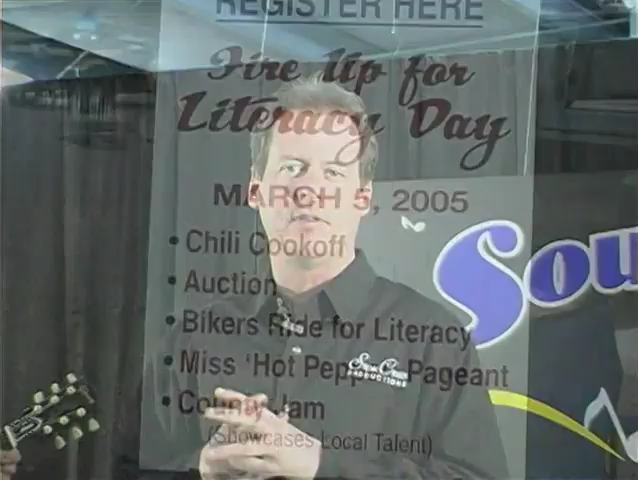 REGISTER HERE
Fire Up for
Literacy Day
MARCH 5, 2005
• Chili Cookoff
• Auction
• Bikers Ride for Literacy
• Miss 'Hot Pepper' Pageant
• County Jam
(Showcases Local Talent)
Sou
PRODUCTIONS